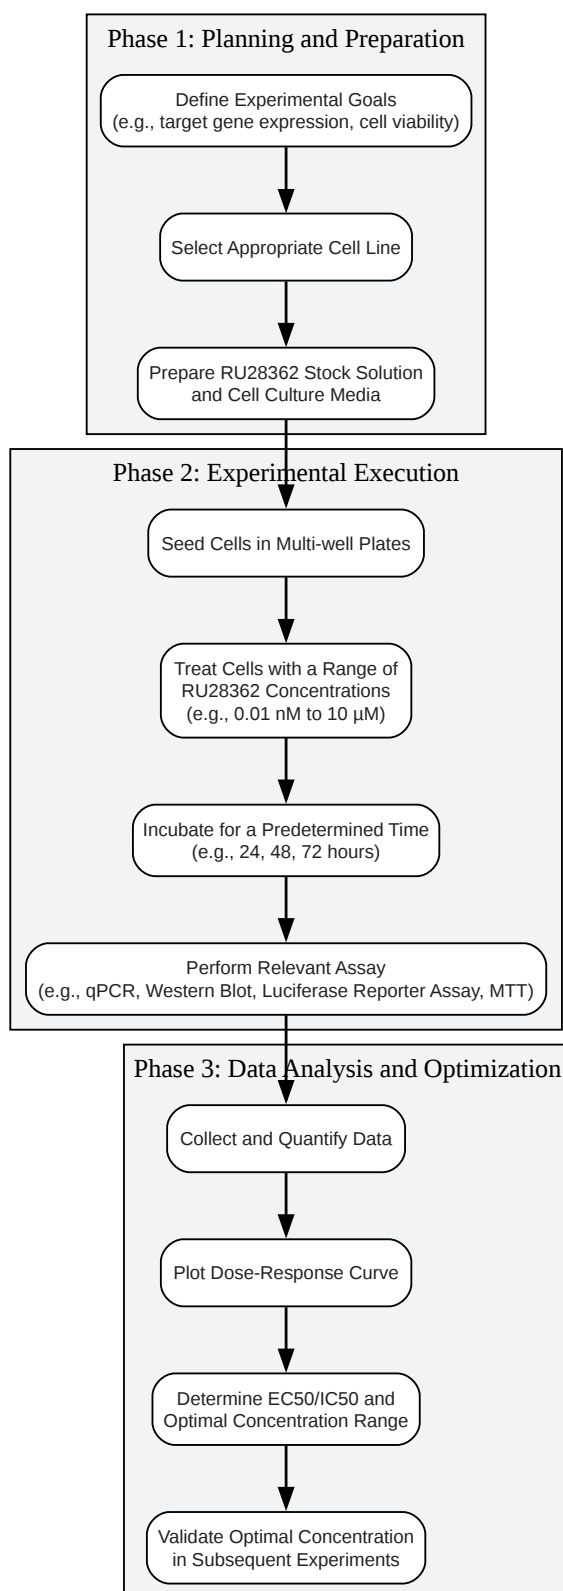 Phase 1: Planning and Preparation
Define Experimental Goals
(e.g., target gene expression, cell viability)
Select Appropriate Cell Line
Prepare RU28362 Stock Solution
and Cell Culture Media
Phase 2: Experimental Execution
Seed Cells in Multi-well Plates
Treat Cells with a Range of
RU28362 Concentrations
(e.g., 0.01 nM to 10 µM)
Incubate for a Predetermined Time
(e.g., 24, 48, 72 hours)
Perform Relevant Assay
(e.g., qPCR, Western Blot, Luciferase Reporter Assay, MTT)
Phase 3: Data Analysis and Optimization
Collect and Quantify Data
Plot Dose-Response Curve
Determine EC50/IC50 and
Optimal Concentration Range
Validate Optimal Concentration
in Subsequent Experiments